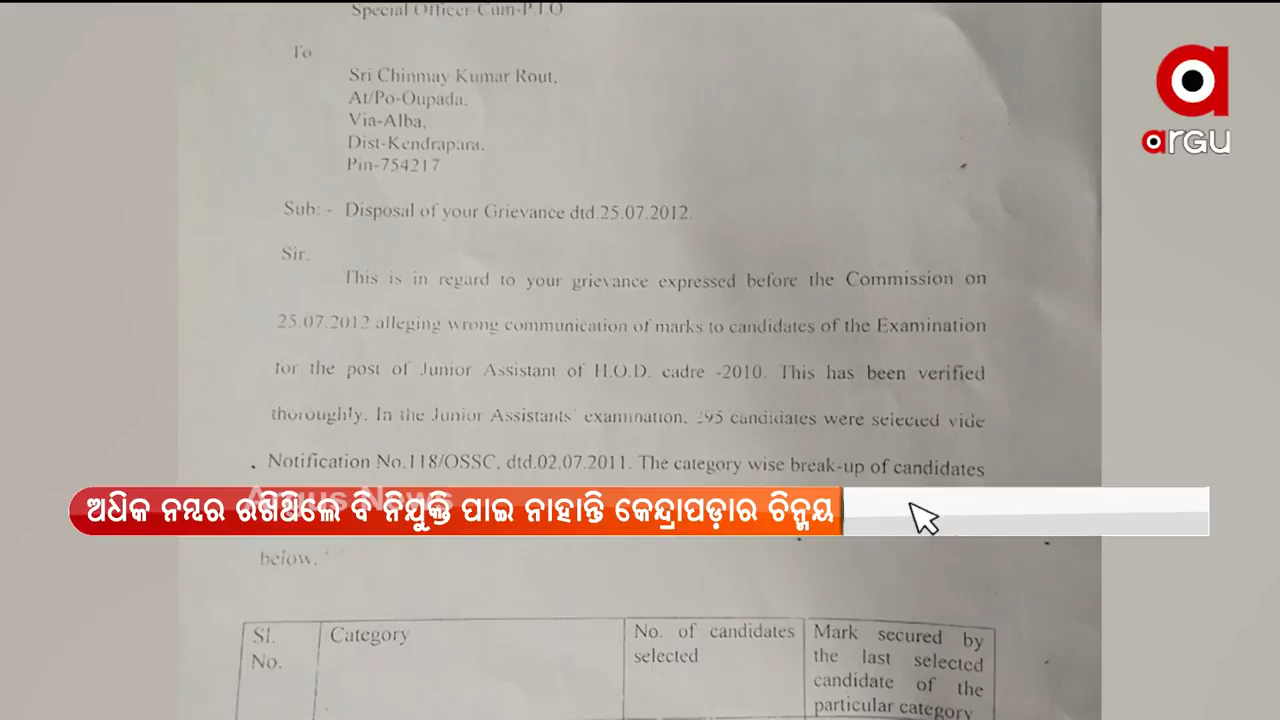 Special Officer-Cum-P.I.O
To
Sri Chinmay Kumar Rout,
At/Po-Oupada,
Via-Alba,
Dist-Kendrapara,
Pin-754217
Sub: - Disposal of your Grievance dtd.25.07.2012.
Sir,
This is in regard to your grievance expressed before the Commission on
25.07.2012 alleging wrong communication of marks to candidates of the Examination
for the post of Junior Assistant of H.O.D. cadre -2010. This has been verified
thoroughly. In the Junior Assistants' examination, 295 candidates were selected vide
Notification No.118/OSSC, dtd.02.07.2011. The category wise break-up of candidates
Argus News
ଅଧିକ ନମ୍ବର ରଖିଥିଲେ ବି ନିଯୁକ୍ତି ପାଇ ନାହାନ୍ତି କେନ୍ଦ୍ରାପଡ଼ାର ଚିନ୍ମୟ
below.
Sl. No.
Category
No. of candidates selected
Mark secured by the last selected candidate of the particular category
argu